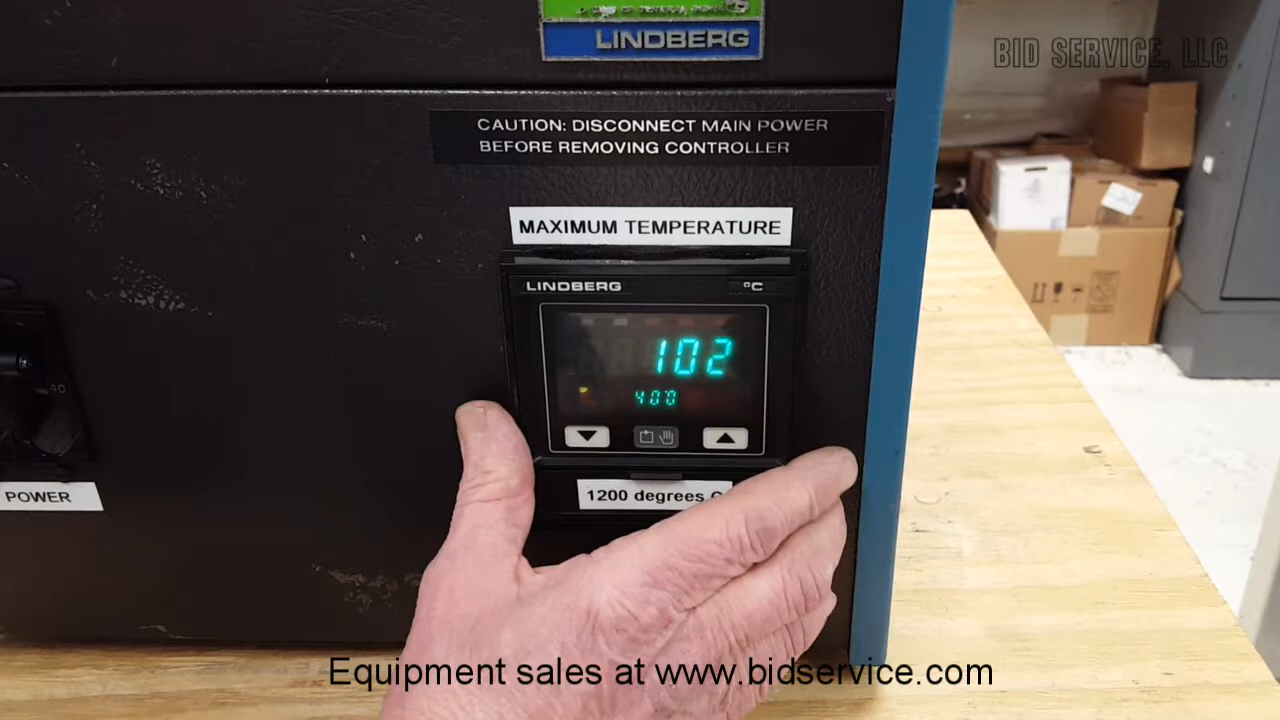 LINDBERG
BID SERVICE, LLC
CAUTION: DISCONNECT MAIN POWER
BEFORE REMOVING CONTROLLER
MAXIMUM TEMPERATURE
LINDBERG °C
102
400
40
POWER
1200 degrees C
Equipment sales at www.bidservice.com